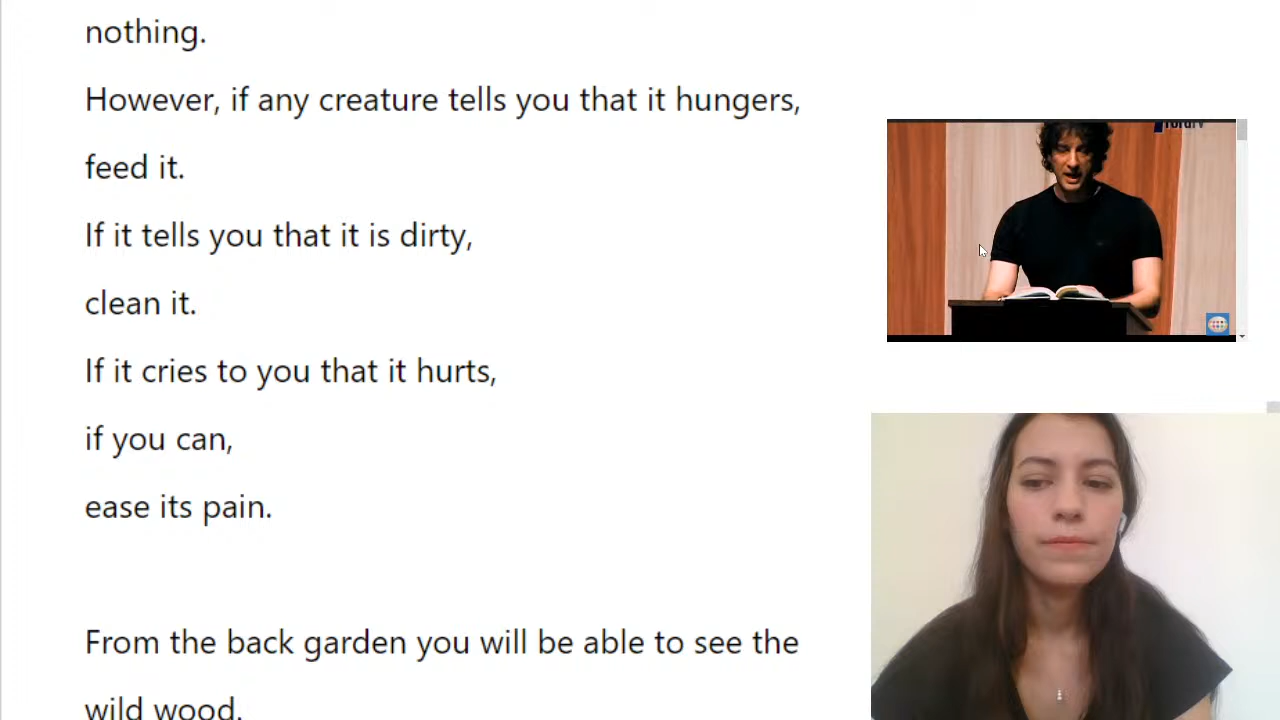 nothing.
However, if any creature tells you that it hungers,
feed it.
If it tells you that it is dirty,
clean it.
If it cries to you that it hurts,
if you can,
ease its pain.
From the back garden you will be able to see the
wild wood.